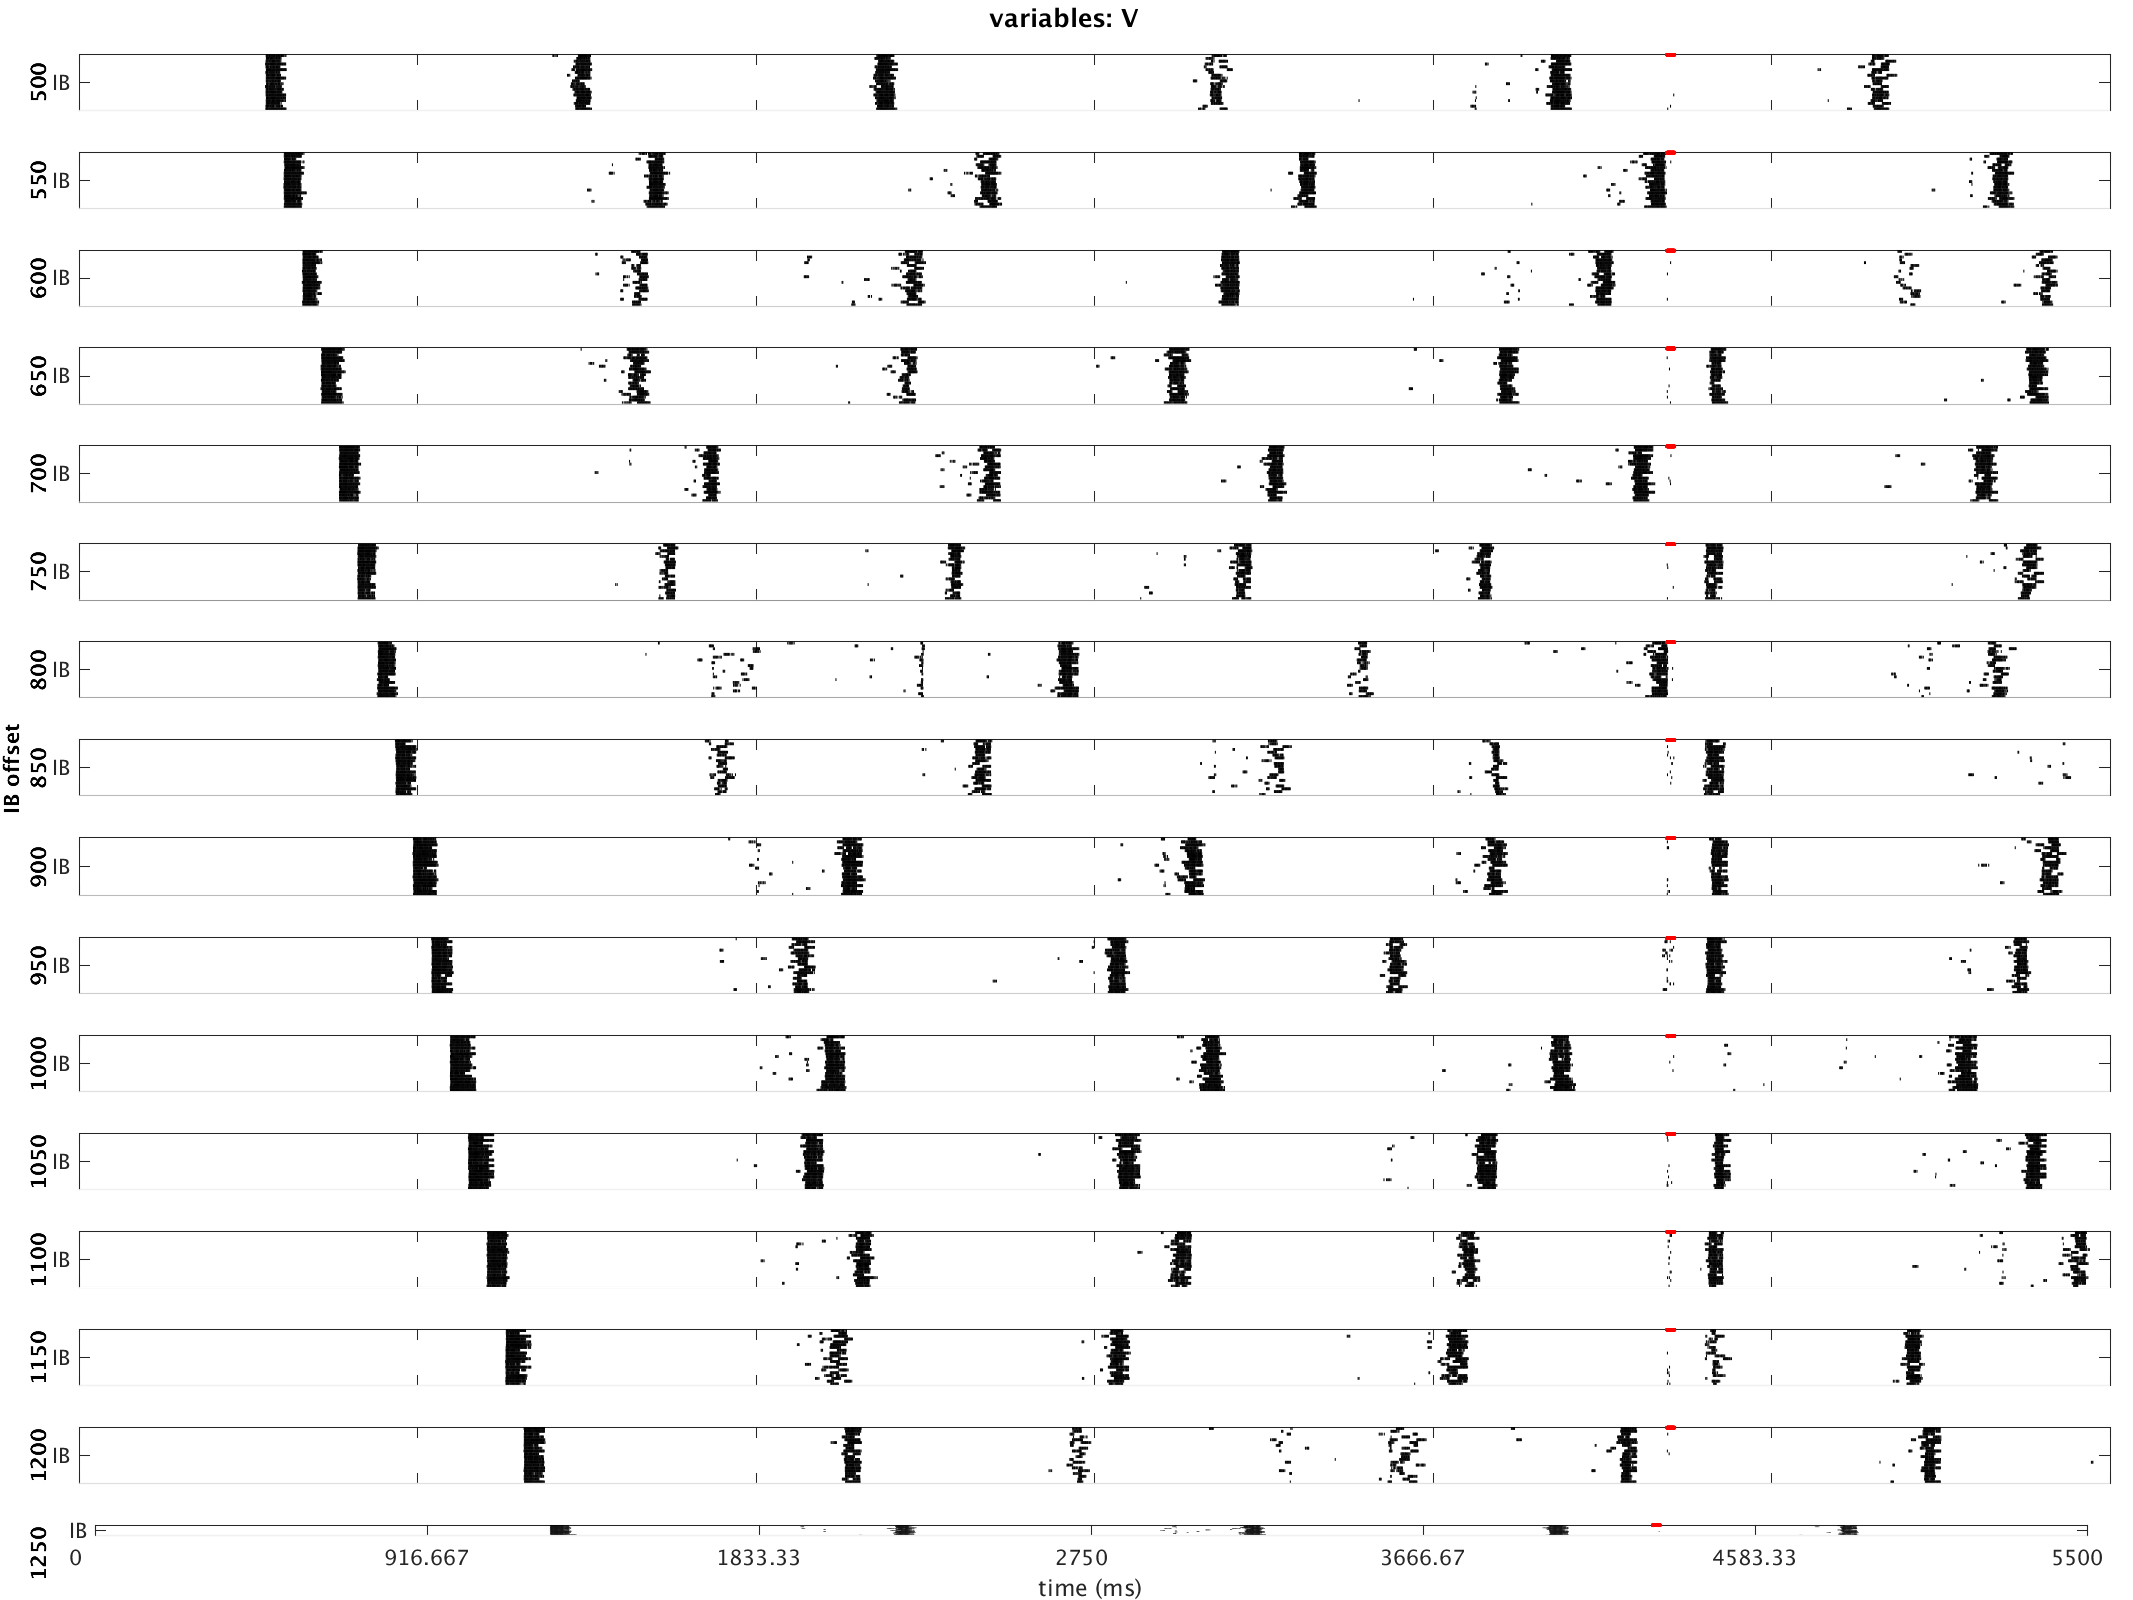 variables: V
500 IB
550 IB
600 IB
650 IB
700 IB
750 IB
800 IB
IB offset
850 IB
900 IB
950 IB
1000 IB
1050 IB
1100 IB
1150 IB
1200 IB
1250 IB
0 916.667 1833.33 2750 3666.67 4583.33 5500
time (ms)